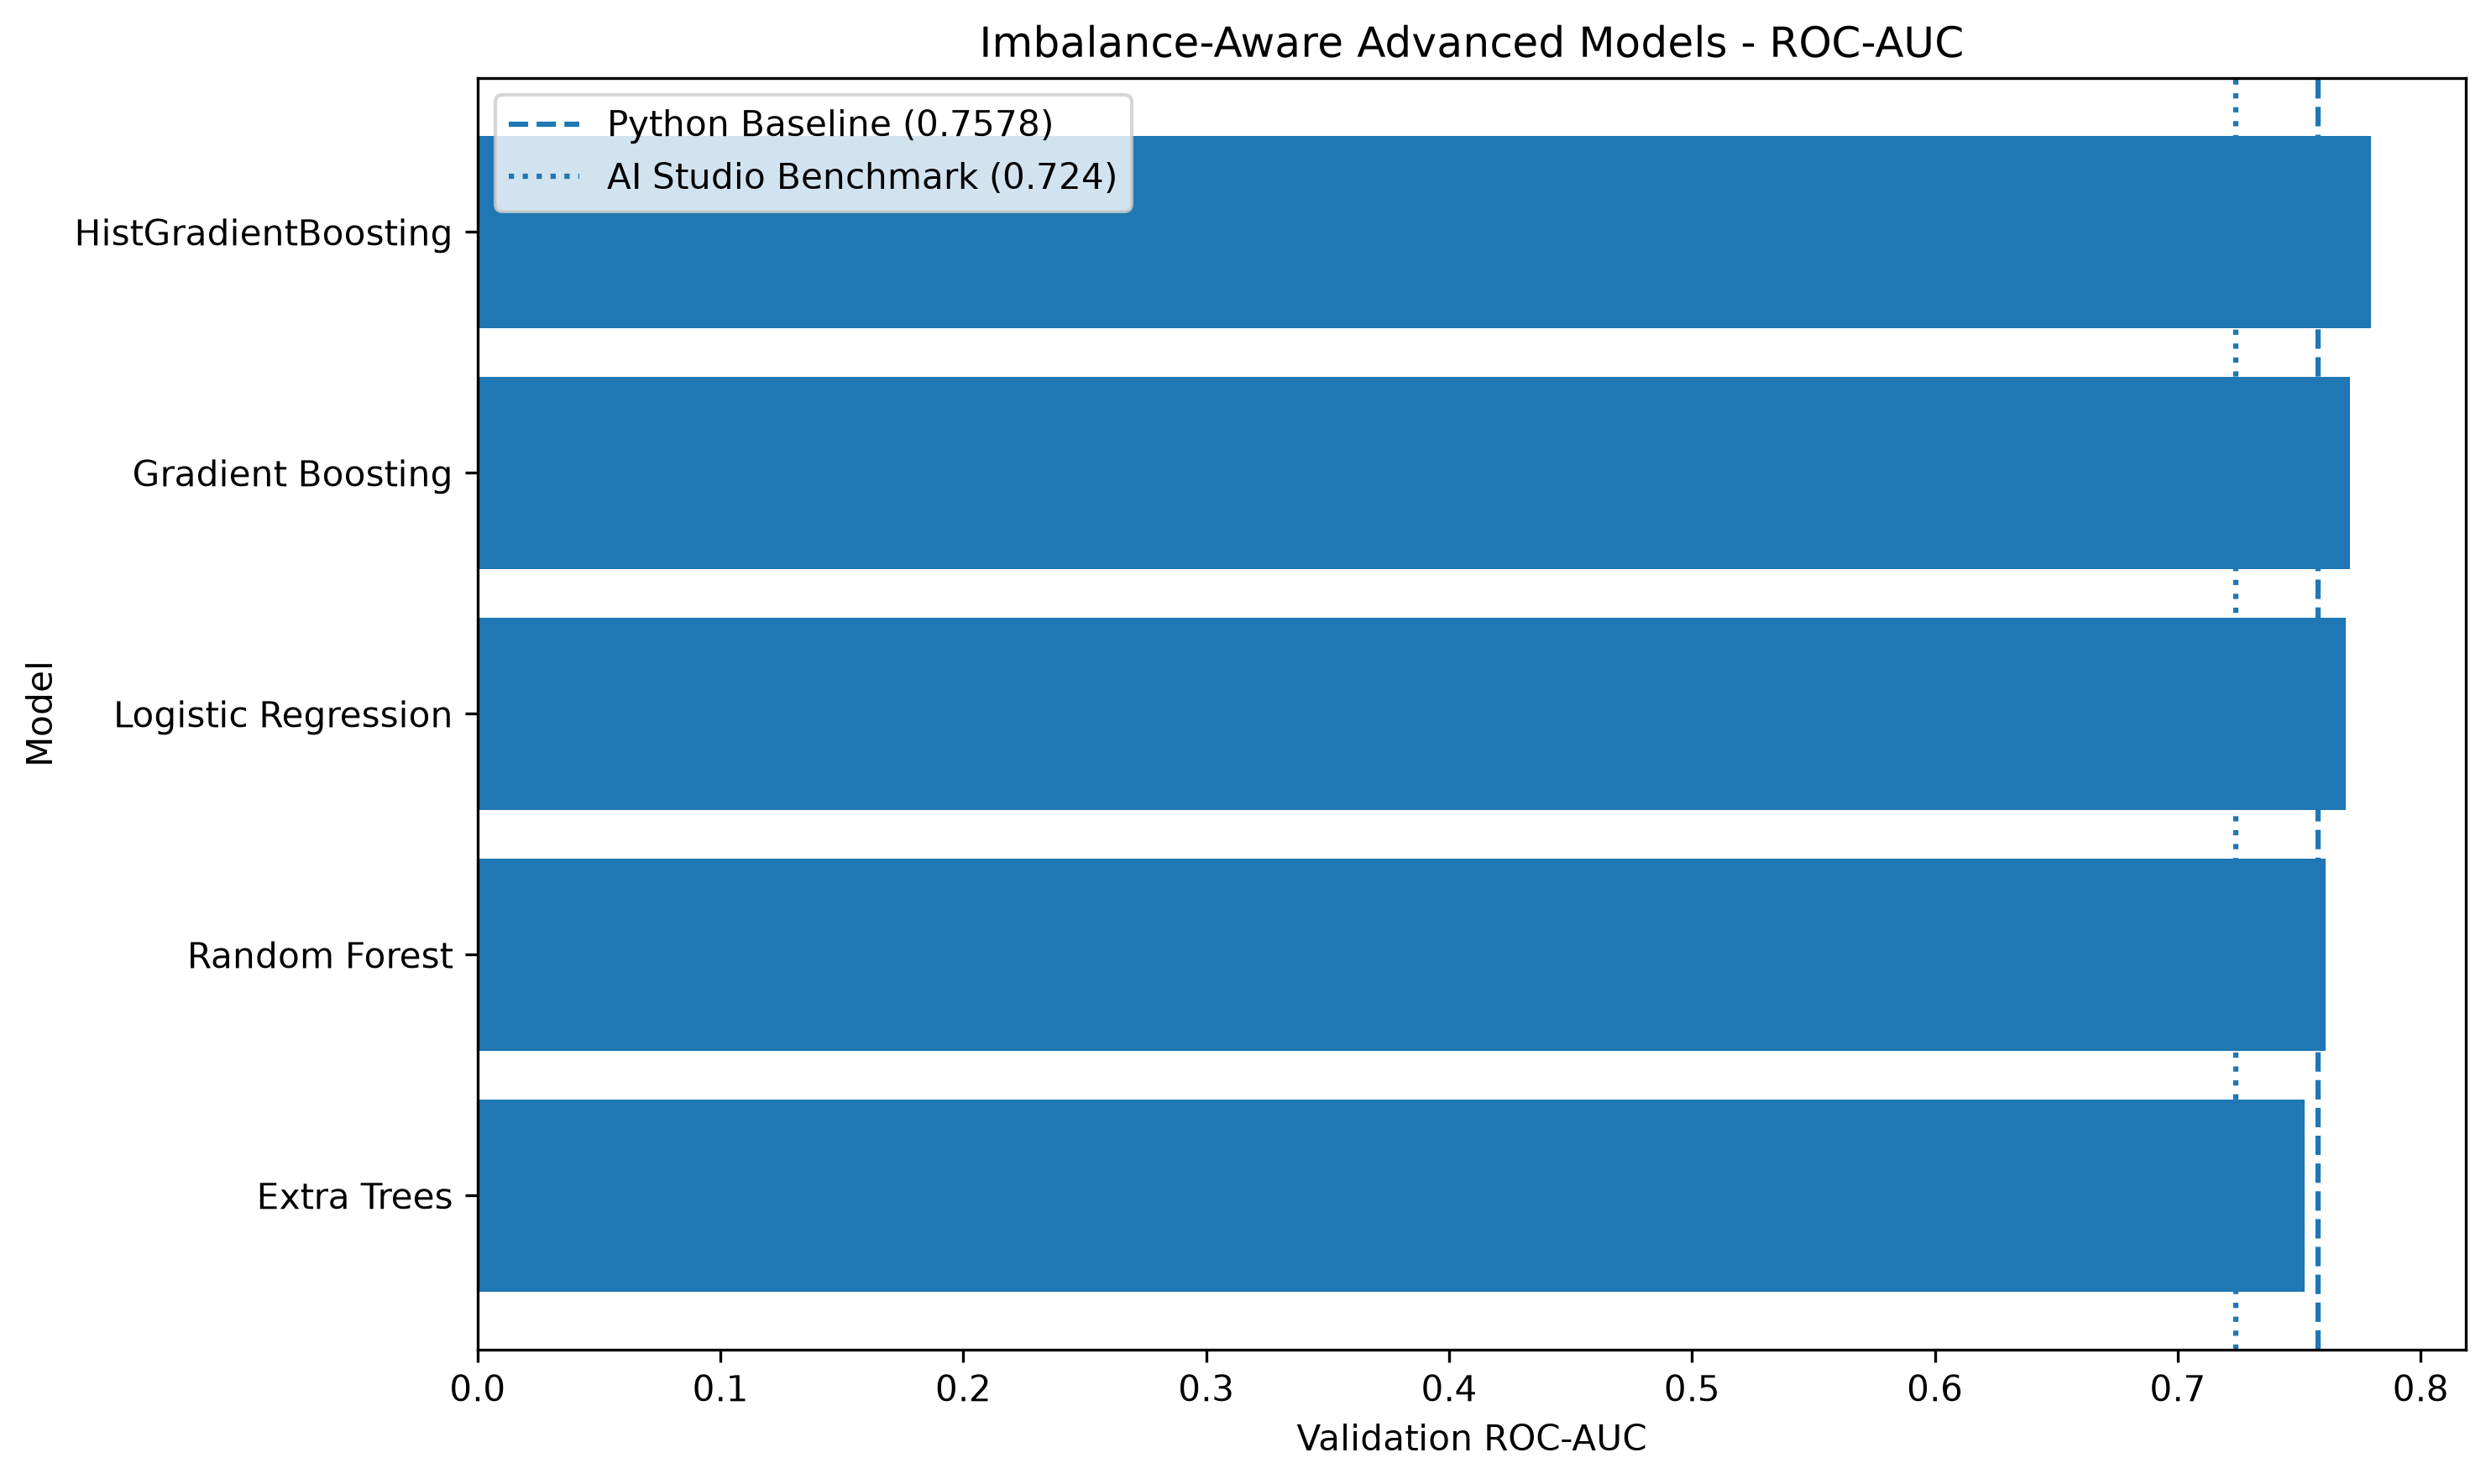 Imbalance-Aware Advanced Models - ROC-AUC
Python Baseline (0.7578)
AI Studio Benchmark (0.724)
HistGradientBoosting
Gradient Boosting
Logistic Regression
Random Forest
Extra Trees
Model
0.0 0.1 0.2 0.3 0.4 0.5 0.6 0.7 0.8
Validation ROC-AUC